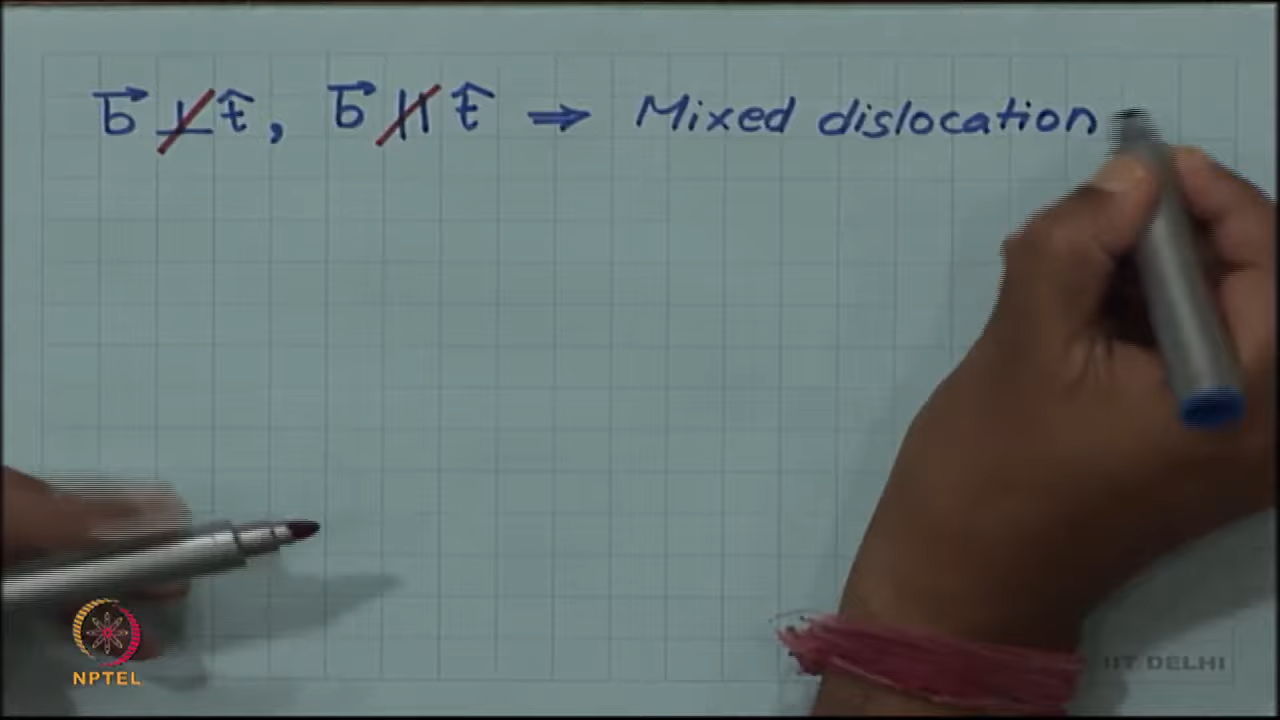 b⃗ ⊥̸ t̂, b⃗ ∦ t̂ ⇒ Mixed dislocation
NPTEL
IIT DELHI